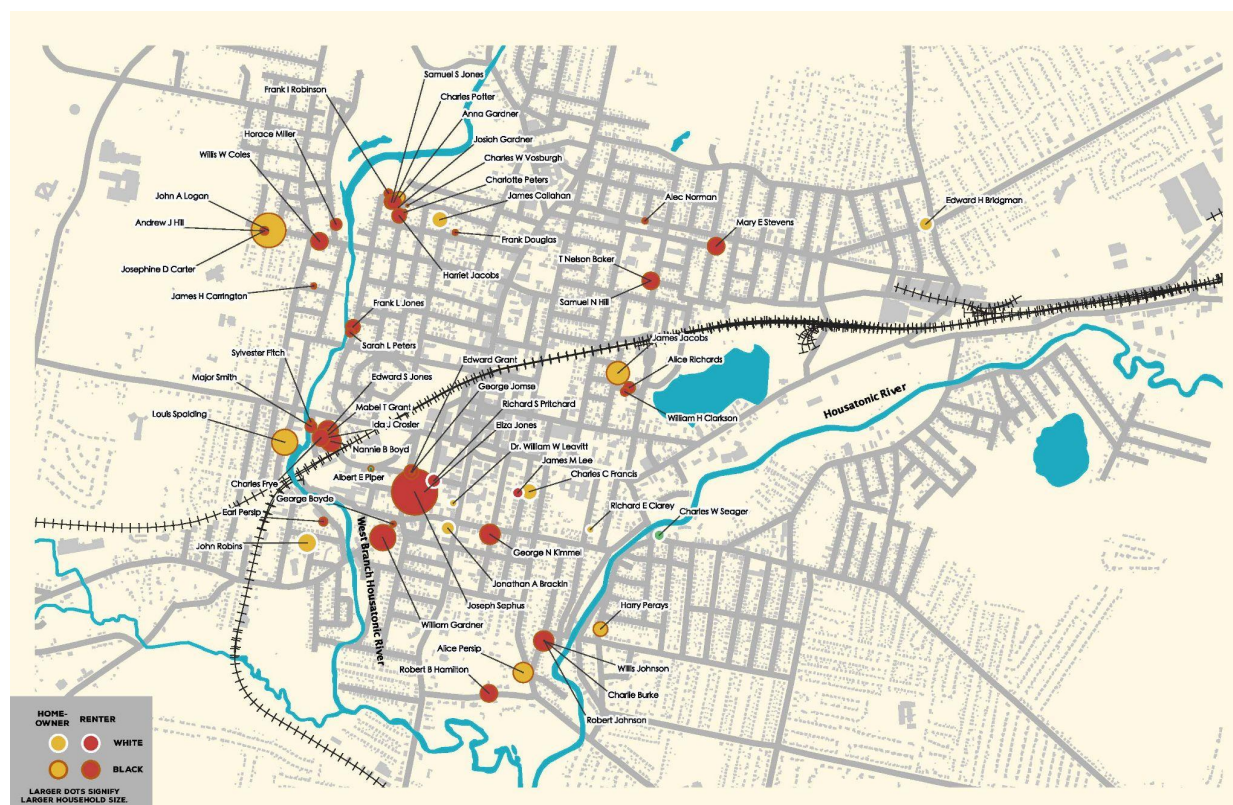 Samuel S Jones
Frank I Robinson
Charles Potter
Anna Gardner
Horace Miller
Josiah Gardner
Willis W Coles
Charles W Vosburgh
Charlotte Peters
John A Logan
James Callahan
Alec Norman
Edward H Bridgman
Andrew J Hill
Mary E Stevens
Frank Douglas
T Nelson Baker
Josephine D Carter
Harriet Jacobs
James H Carrington
Frank L Jones
Samuel N Hill
James Jacobs
Sarah L Peters
Sylvester Fitch
Edward Grant
Alice Richards
Major Smith
Edward S Jones
George Jomse
Housatonic River
Mabel T Grant
Richard S Pritchard
Louis Spalding
Ida J Crosler
William H Clarkson
Eliza Jones
Nannie B Boyd
Dr. William W Leavitt
James M Lee
Charles Frye
Albert E Piper
Charles C Francis
George Boyde
Richard E Clarey
Earl Persip
Charles W Seager
John Robins
West Branch Housatonic River
George N Kimmel
Jonathan A Brackin
Joseph Sephus
Harry Perays
William Gardner
Alice Persip
Robert B Hamilton
Willis Johnson
Charlie Burke
Robert Johnson
HOME-
OWNER RENTER
WHITE
BLACK
LARGER DOTS SIGNIFY
LARGER HOUSEHOLD SIZE.